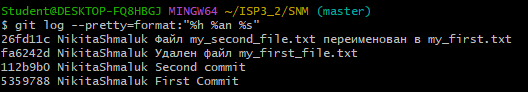 Student@DESKTOP-FQ8HBGJ MINGW64 ~/ISP3_2/SNM (master)
$ git log --pretty=format:"%h %an %s"
26fd11c NikitaShmaluk Файл my_second_file.txt переименован в my_first.txt
fa6242d NikitaShmaluk Удален файл my_first_file.txt
112b9b0 NikitaShmaluk Second commit
5359788 NikitaShmaluk First Commit